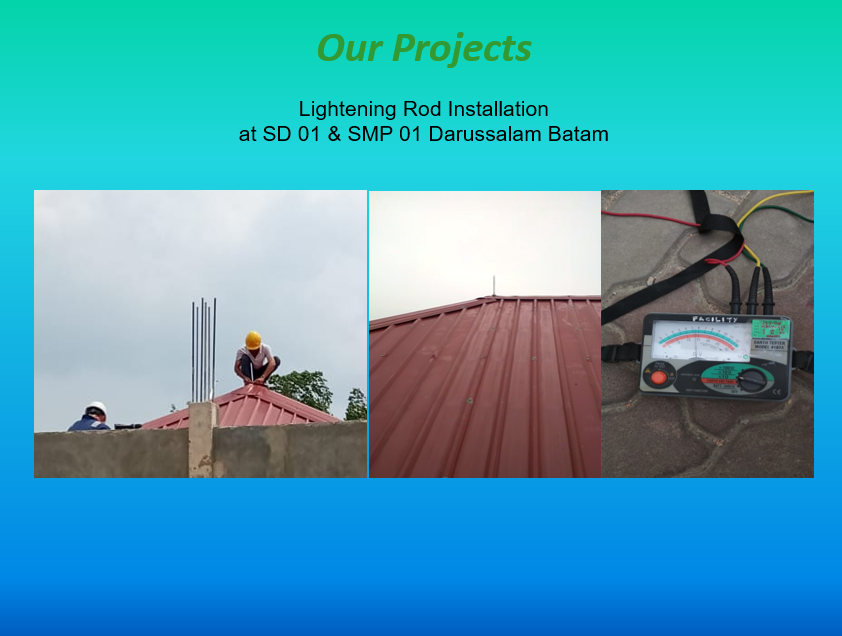 Our Projects
Lightening Rod Installation
at SD 01 & SMP 01 Darussalam Batam
FACILITY
EARTH TESTER